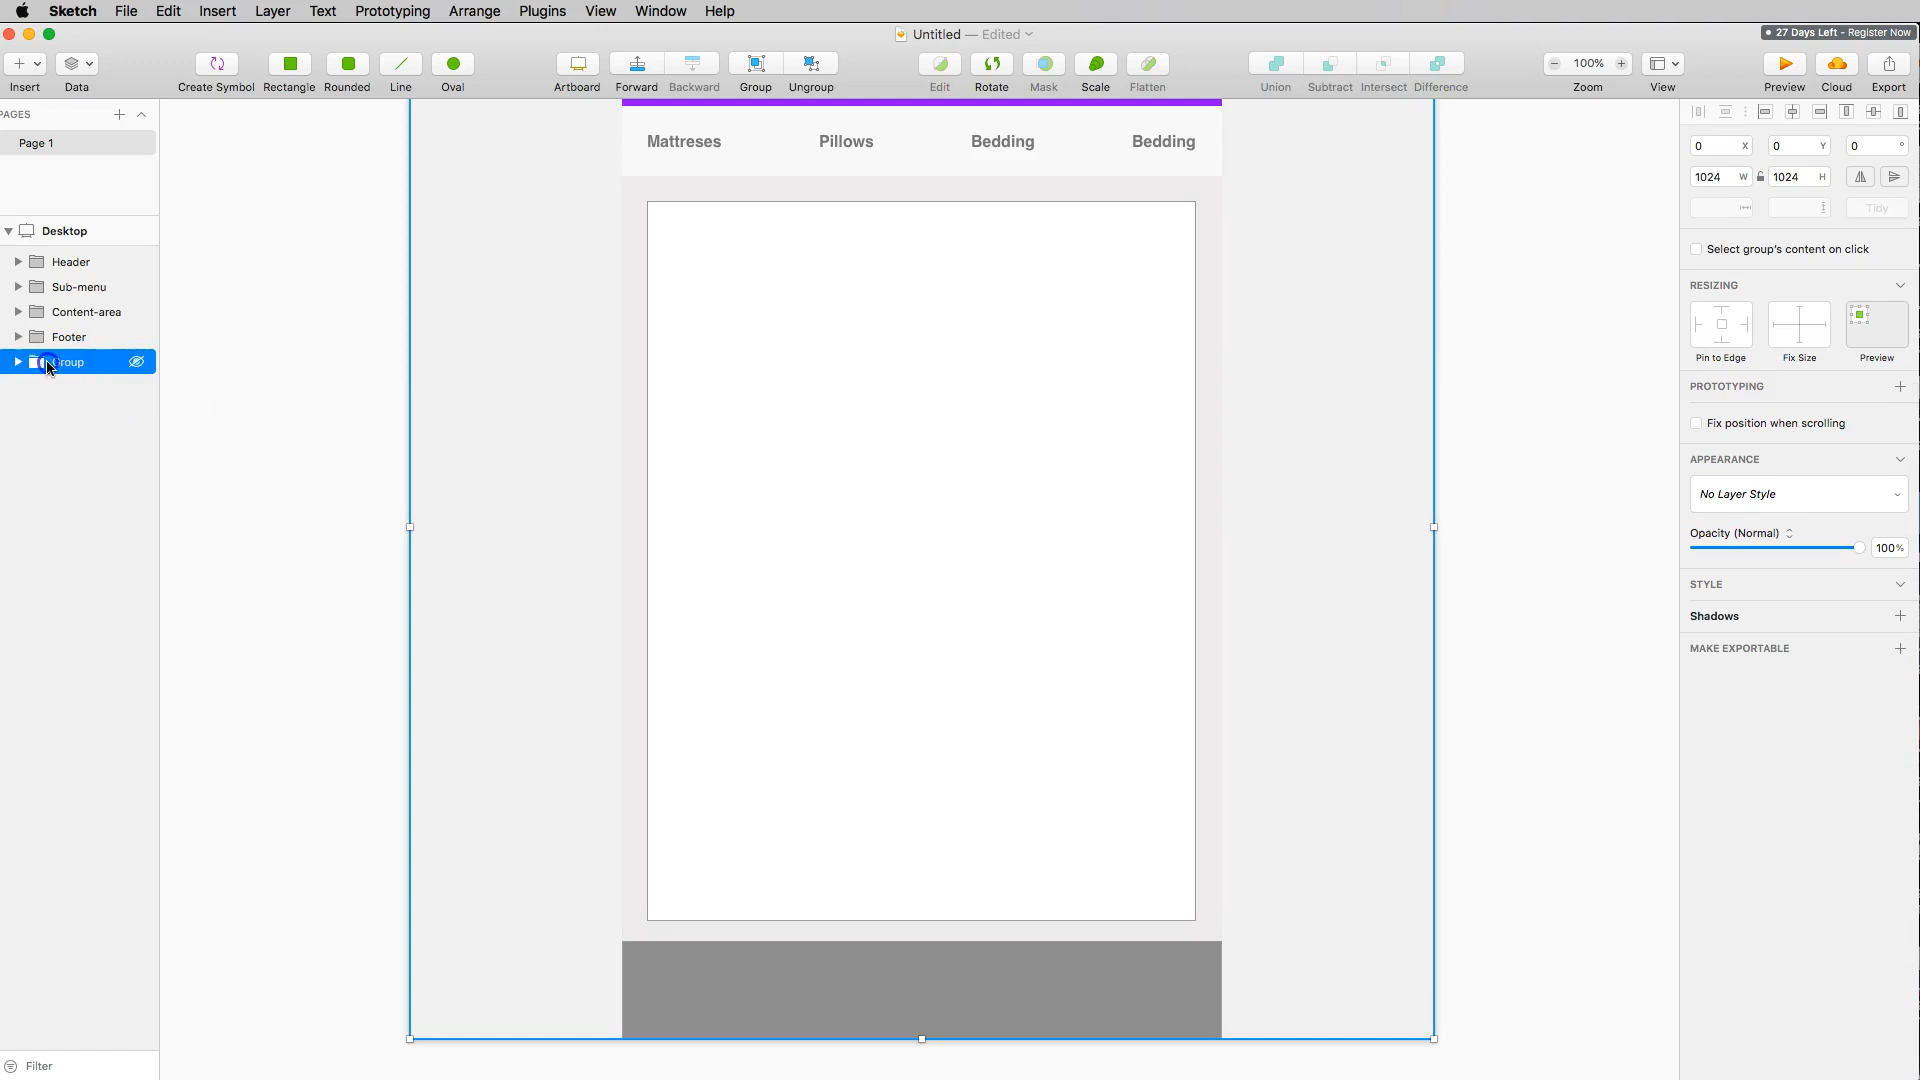 Sketch File Edit Insert Layer Text Prototyping Arrange Plugins View Window Help
Untitled — Edited
27 Days Left - Register Now
100%
Insert Data Create Symbol Rectangle Rounded Line Oval Artboard Forward Backward Group Ungroup Edit Rotate Mask Scale Flatten Union Subtract Intersect Difference Zoom View Preview Cloud Export
PAGES
Page 1
Desktop
Header
Sub-menu
Content-area
Footer
Group
Filter
Mattreses Pillows Bedding Bedding
0 X 0 Y 0 °
1024 W 1024 H
Tidy
Select group's content on click
RESIZING
Pin to Edge Fix Size Preview
PROTOTYPING
Fix position when scrolling
APPEARANCE
No Layer Style
Opacity (Normal)
100%
STYLE
Shadows
MAKE EXPORTABLE